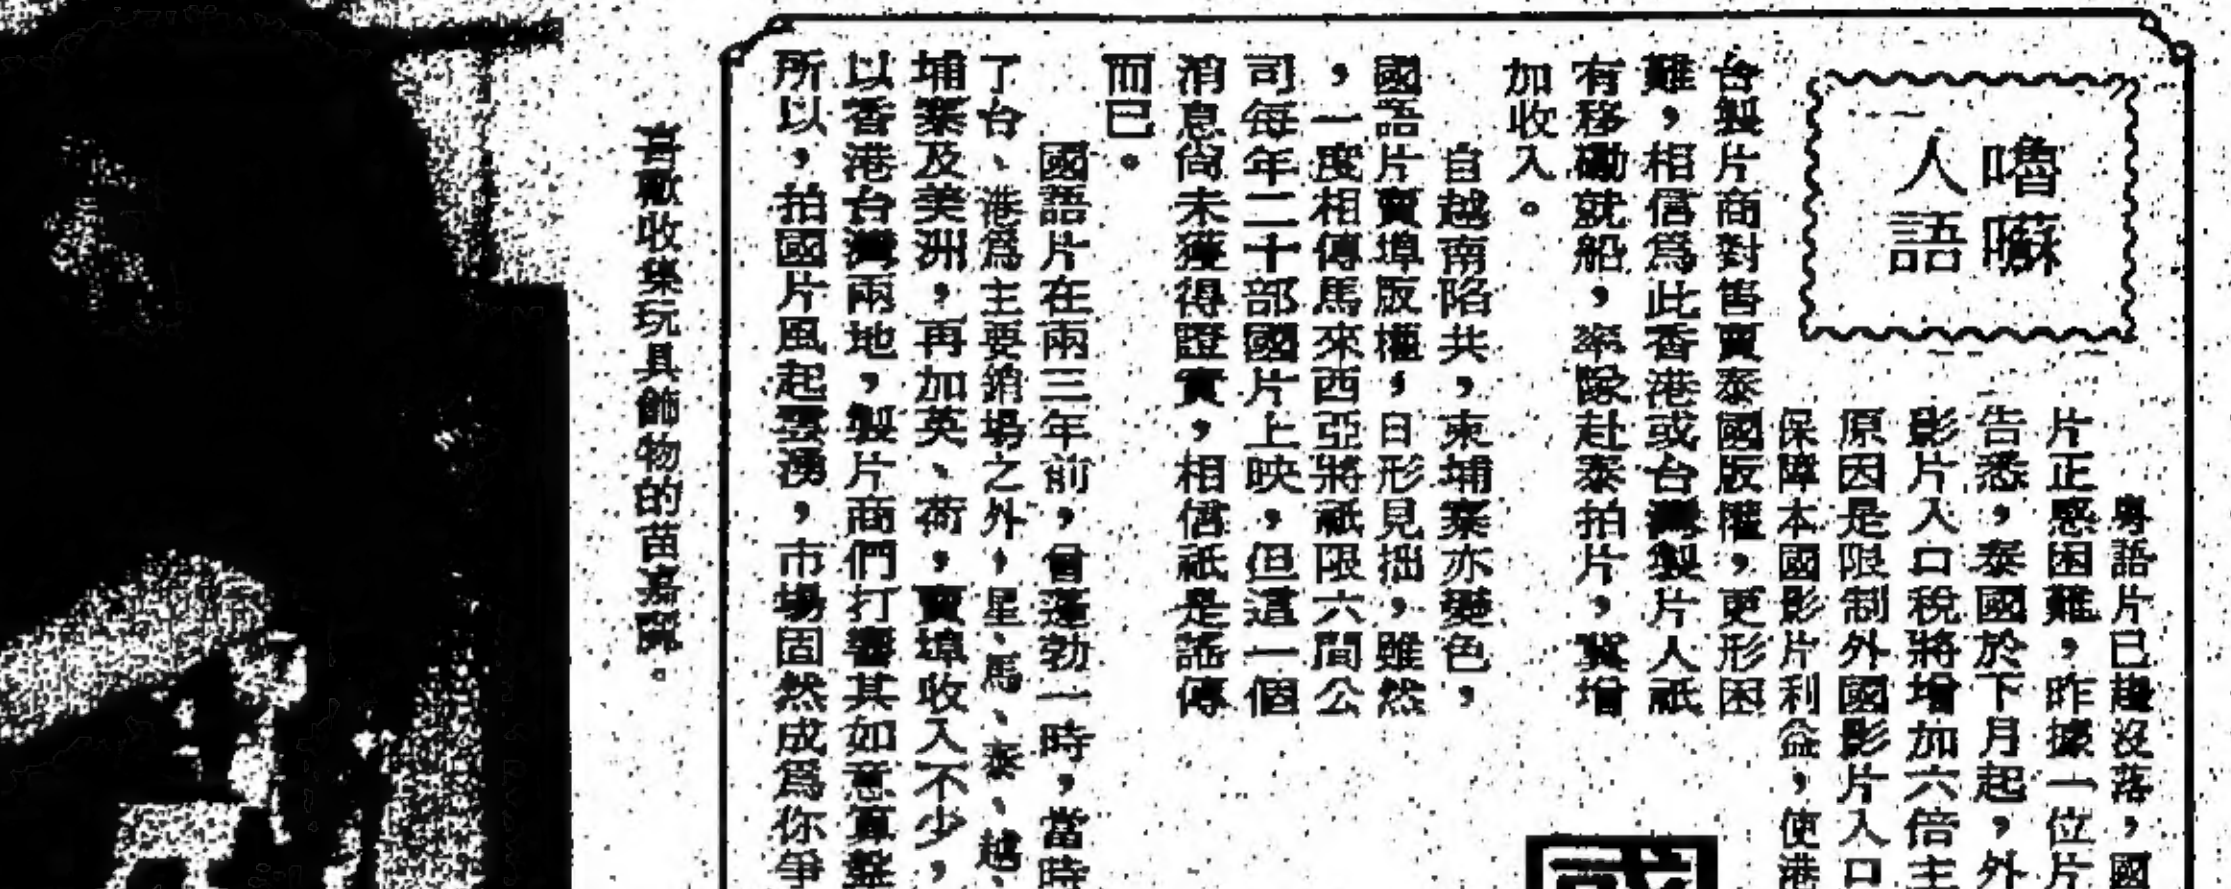 嚕囌
人語
粵語片已趨沒落，國
片正感困難，昨據一位片
告悉，泰國於下月起，外
影片入口稅將增加六倍主
原因是限制外國影片入口
保障本國影片利益，使港
台製片商對售賣泰國版權，更形困
難，相信爲此香港或台灣製片人祇
有移磡就船，率隊赴泰拍片，冀增
加收入。
自越南陷共，柬埔寨亦變色，
國語片賣埠版權，日形見拙，雖然
，一度相傳馬來西亞將祇限六間公
司每年二十部國片上映，但這一個
消息尙未獲得證實，相信祇是謠傳
而已。
國語片在兩三年前，曾蓬勃一時，當時
了台、港爲主要銷場之外，星、馬、泰、越、
埔寨及美洲，再加英、荷，賣埠收入不少，
以香港台灣兩地，製片商們打響其如意算盤
所以，拍國片風起雲湧，市場固然成爲你爭
喜歡收集玩具飾物的苗嘉麗。
國